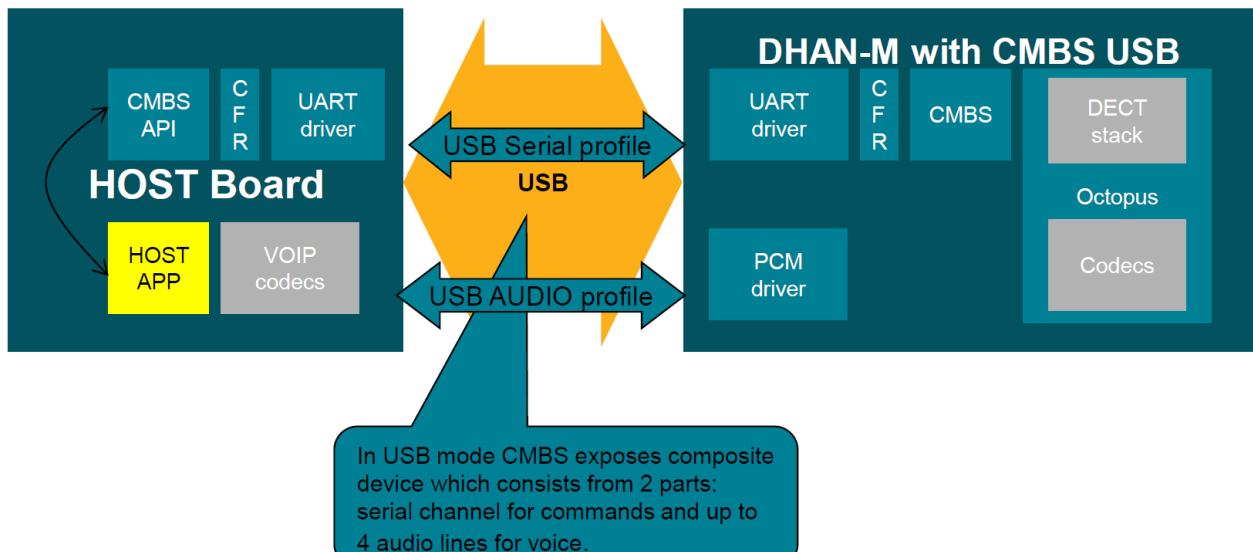 DHAN-M with CMBS USB
CMBS
API
C
F
R
UART
driver
HOST Board
HOST
APP
VOIP
codecs
USB Serial profile
USB
USB AUDIO profile
UART
driver
C
F
R
CMBS
DECT
stack
Octopus
PCM
driver
Codecs
In USB mode CMBS exposes composite
device which consists from 2 parts:
serial channel for commands and up to
4 audio lines for voice.